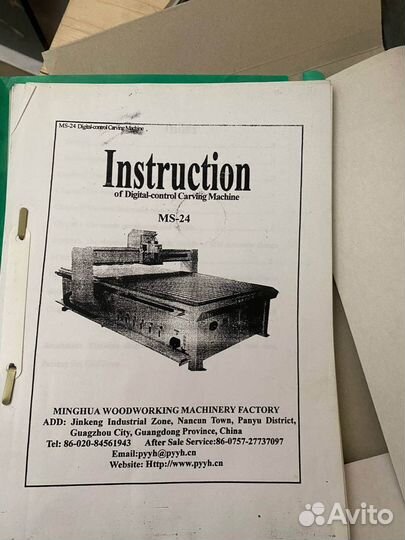 MS-24 Digital-control Carving Machine
Instruction
of Digital-control Carving Machine
MS-24
MINGHUA WOODWORKING MACHINERY FACTORY
ADD: Jinkeng Industrial Zone, Nancun Town, Panyu District,
Guagzhou City, Guangdong Province, China
Tel: 86-020-84561943 After Sale Service:86-0757-27737097
Email:pyyh@pyyh.cn
Website: Http://www.pyyh.cn
Avito